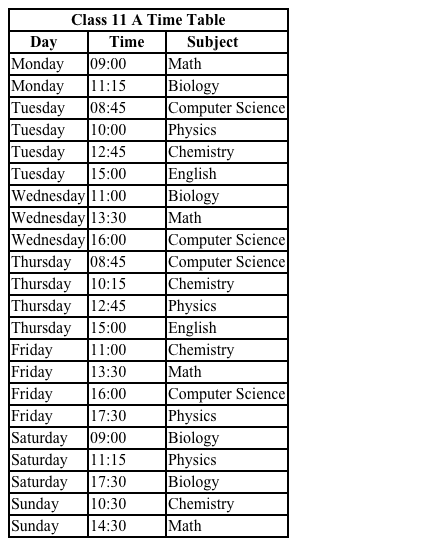 Class 11 A Time Table
Day Time Subject
Monday 09:00 Math
Monday 11:15 Biology
Tuesday 08:45 Computer Science
Tuesday 10:00 Physics
Tuesday 12:45 Chemistry
Tuesday 15:00 English
Wednesday 11:00 Biology
Wednesday 13:30 Math
Wednesday 16:00 Computer Science
Thursday 08:45 Computer Science
Thursday 10:15 Chemistry
Thursday 12:45 Physics
Thursday 15:00 English
Friday 11:00 Chemistry
Friday 13:30 Math
Friday 16:00 Computer Science
Friday 17:30 Physics
Saturday 09:00 Biology
Saturday 11:15 Physics
Saturday 17:30 Biology
Sunday 10:30 Chemistry
Sunday 14:30 Math